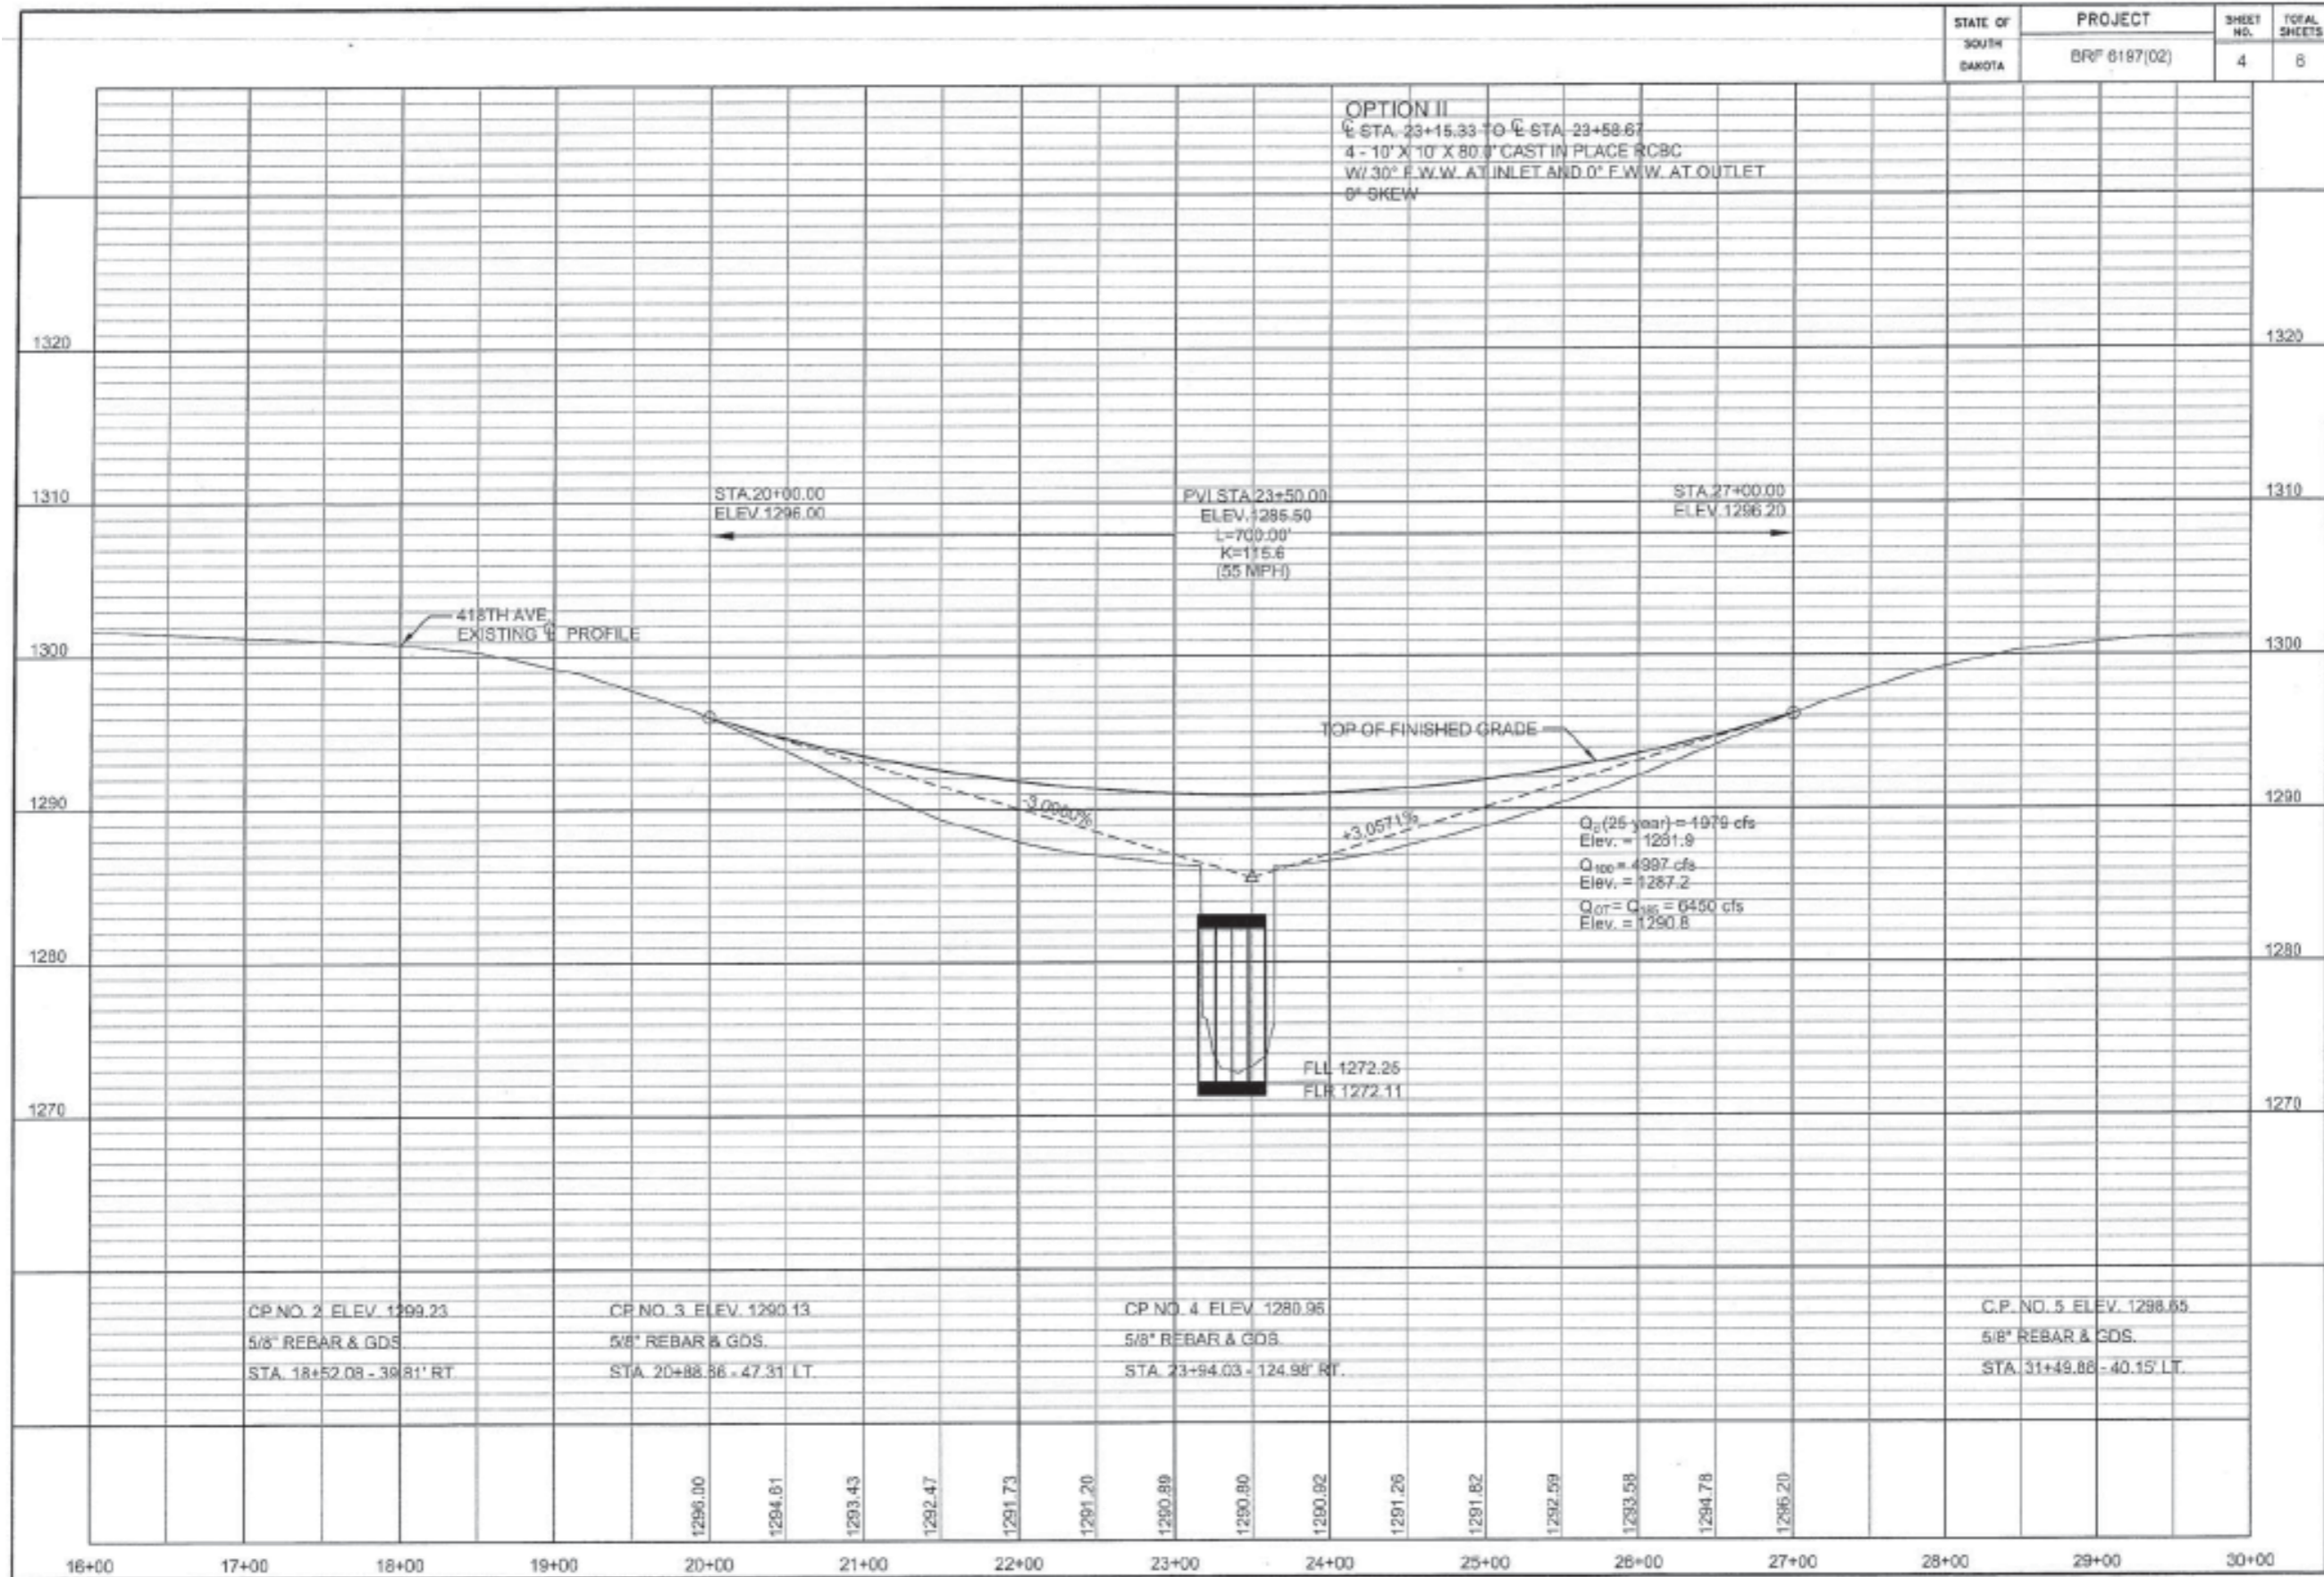 STATE OF
SOUTH
DAKOTA
PROJECT
BRF 6197(02)
SHEET
NO.
4
TOTAL
SHEETS
6
OPTION II
℄ STA. 23+15.33 TO ℄ STA. 23+58.67
4 - 10' X 10' X 80.0' CAST IN PLACE RCBC
W/ 30° F.W.W. AT INLET AND 0° F.W.W. AT OUTLET
0° SKEW
1320
1320
1310
1310
STA.20+00.00
ELEV.1296.00
PVI STA.23+50.00
ELEV.1285.50
L=700.00'
K=115.6
(55 MPH)
STA.27+00.00
ELEV.1296.20
418TH AVE
EXISTING ℄ PROFILE
1300
1300
TOP OF FINISHED GRADE
1290
1290
+3.0571%
Qd (25 year) = 1979 cfs
Elev. = 1281.9
Q100 = 4997 cfs
Elev. = 1287.2
QOT = = 6450 cfs
Elev. = 1290.8
1280
1280
FLL 1272.25
FLR 1272.11
1270
1270
CP NO. 2 ELEV. 1299.23
5/8" REBAR & GDS.
STA. 18+52.08 - 39.81' RT
CP NO. 3 ELEV. 1290.13
5/8" REBAR & GDS.
STA. 20+88.86 - 47.31' LT.
CP NO. 4 ELEV. 1280.96
5/8" REBAR & GDS.
STA. 23+94.03 - 124.98' RT.
C.P. NO. 5 ELEV. 1298.65
5/8" REBAR & GDS.
STA. 31+49.86 - 40.15' LT.
1296.00
1294.61
1293.43
1292.47
1291.73
1291.20
1290.89
1290.80
1290.92
1291.26
1291.82
1292.59
1293.58
1294.78
1296.20
16+00
17+00
18+00
19+00
20+00
21+00
22+00
23+00
24+00
25+00
26+00
27+00
28+00
29+00
30+00